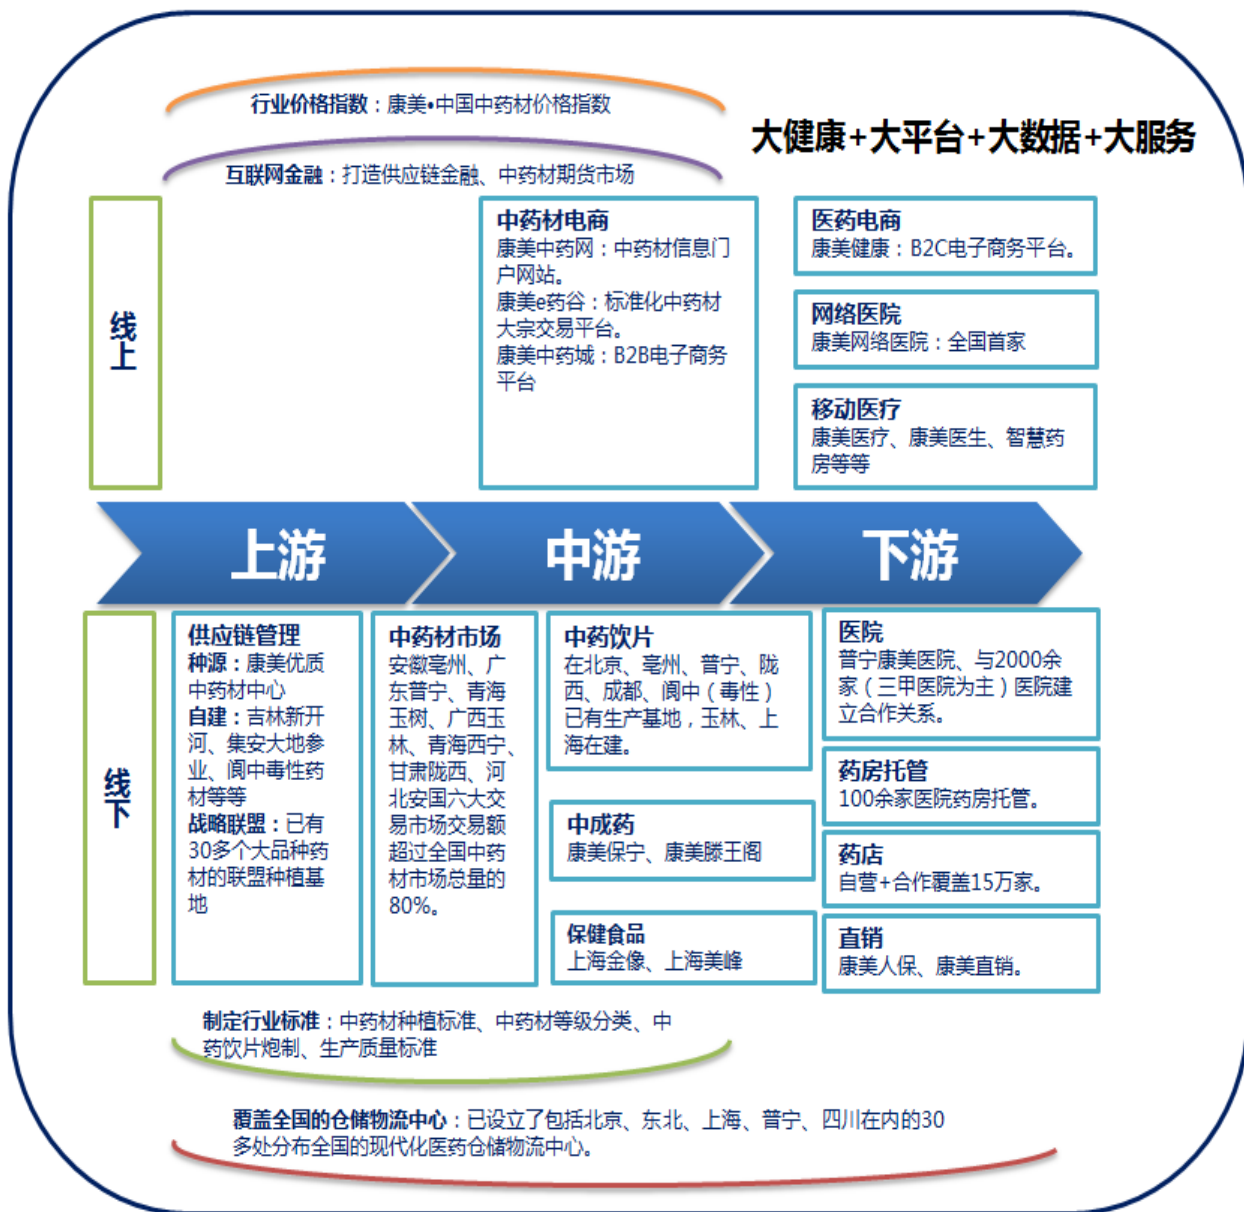 行业价格指数：康美•中国中药材价格指数
大健康+大平台+大数据+大服务
互联网金融：打造供应链金融、中药材期货市场
线上
中药材电商
康美中药网：中药材信息门
户网站。
康美e药谷：标准化中药材
大宗交易平台。
康美中药城：B2B电子商务
平台
医药电商
康美健康：B2C电子商务平台。
网络医院
康美网络医院：全国首家
移动医疗
康美医疗、康美医生、智慧药
房等等
上游
中游
下游
线下
供应链管理
种源：康美优质
中药材中心
自建：吉林新开
河、集安大地参
业、阆中毒性药
材等等
战略联盟：已有
30多个大品种药
材的联盟种植基
地
中药材市场
安徽亳州、广
东普宁、青海
玉树、广西玉
林、青海西宁、
甘肃陇西、河
北安国六大交
易市场交易额
超过全国中药
材市场总量的
80%。
中药饮片
在北京、亳州、普宁、陇
西、成都、阆中（毒性）
已有生产基地，玉林、上
海在建。
中成药
康美保宁、康美滕王阁
保健食品
上海金像、上海美峰
医院
普宁康美医院、与2000余
家（三甲医院为主）医院建
立合作关系。
药房托管
100余家医院药房托管。
药店
自营+合作覆盖15万家。
直销
康美人保、康美直销。
制定行业标准：中药材种植标准、中药材等级分类、中
药饮片炮制、生产质量标准
覆盖全国的仓储物流中心：已设立了包括北京、东北、上海、普宁、四川在内的30
多处分布全国的现代化医药仓储物流中心。